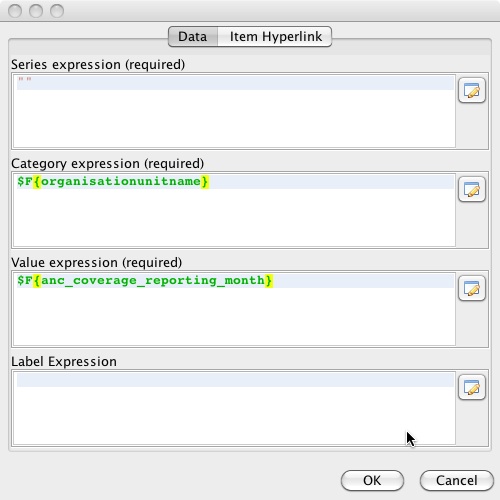 Data Item Hyperlink
Series expression (required)
""
Category expression (required)
$F{organisationunitname}
Value expression (required)
$F{anc_coverage_reporting_month}
Label Expression
OK Cancel